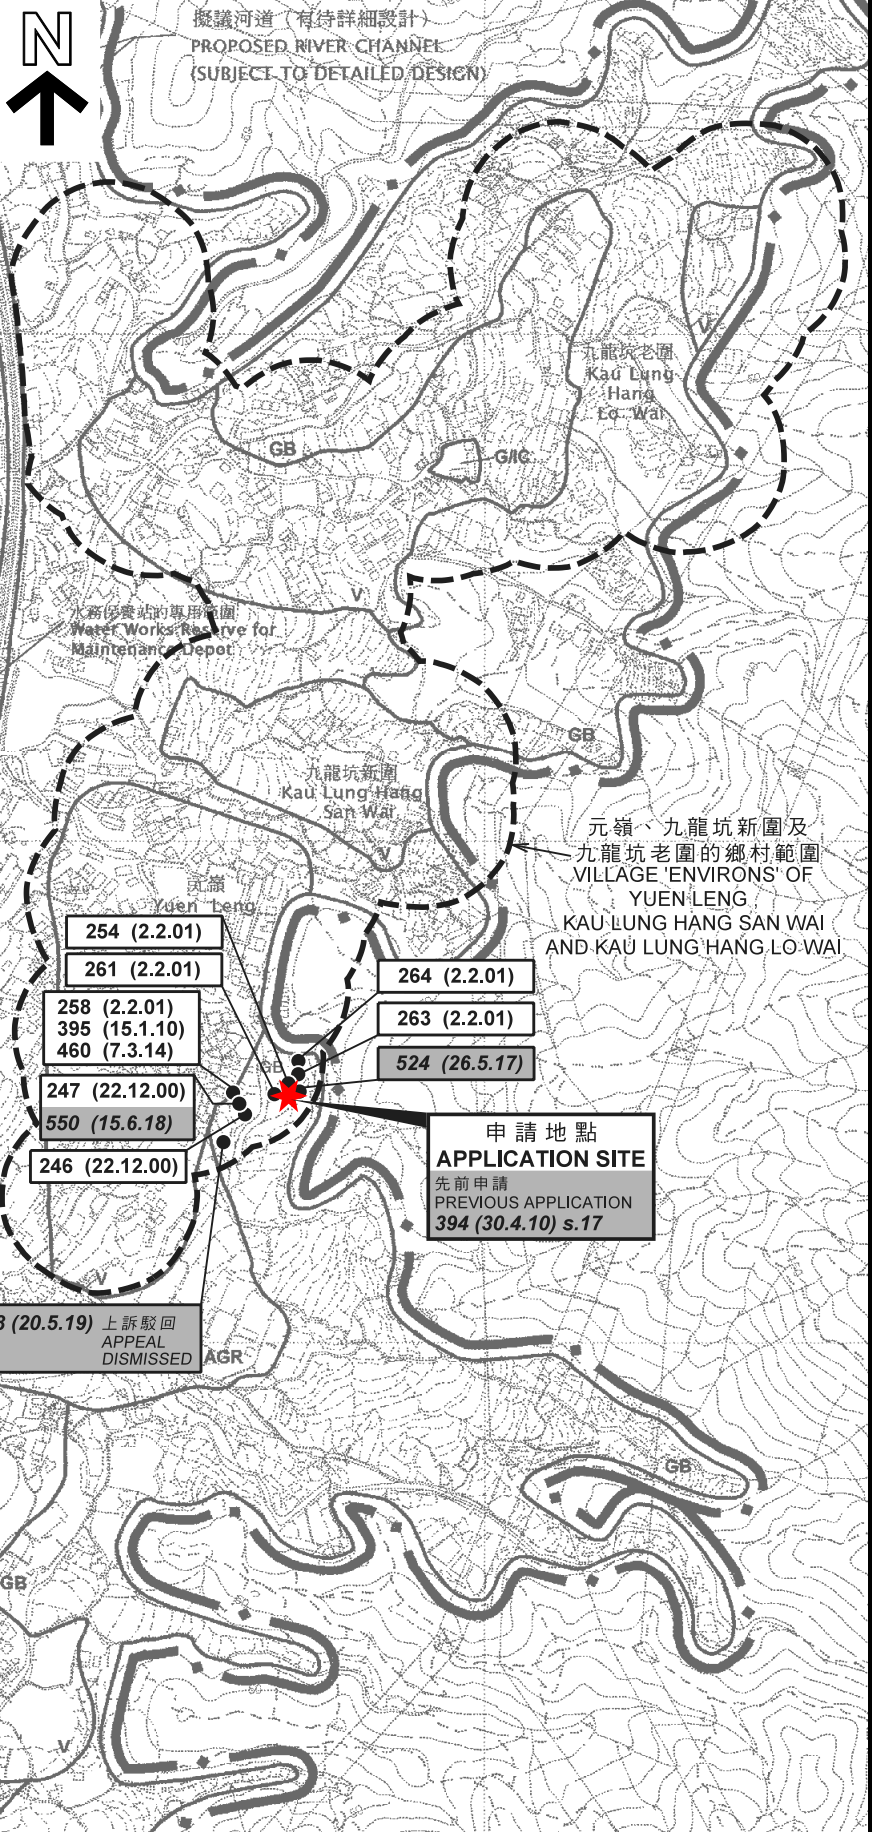 N
擬議河道（有待詳細設計）
PROPOSED RIVER CHANNEL
(SUBJECT TO DETAILED DESIGN)
V
九龍坑老圍
Kau Lung
Hang
Lo Wai
GB
G/IC
V
水務保養站的專用範圍
Water Works Reserve for
Maintenance Depot
GB
九龍坑新圍
Kau Lung Hang
San Wai
V
元嶺、九龍坑新圍及
九龍坑老圍的鄉村範圍
VILLAGE 'ENVIRONS' OF
YUEN LENG,
KAU LUNG HANG SAN WAI
AND KAU LUNG HANG LO WAI
元嶺
Yuen Leng
254 (2.2.01)
261 (2.2.01)
258 (2.2.01)
395 (15.1.10)
460 (7.3.14)
247 (22.12.00)
550 (15.6.18)
246 (22.12.00)
264 (2.2.01)
263 (2.2.01)
524 (26.5.17)
GB
申請地點
APPLICATION SITE
先前申請
PREVIOUS APPLICATION
394 (30.4.10) s.17
V
(20.5.19) 上訴駁回
APPEAL
DISMISSED
AGR
GB
GB
V